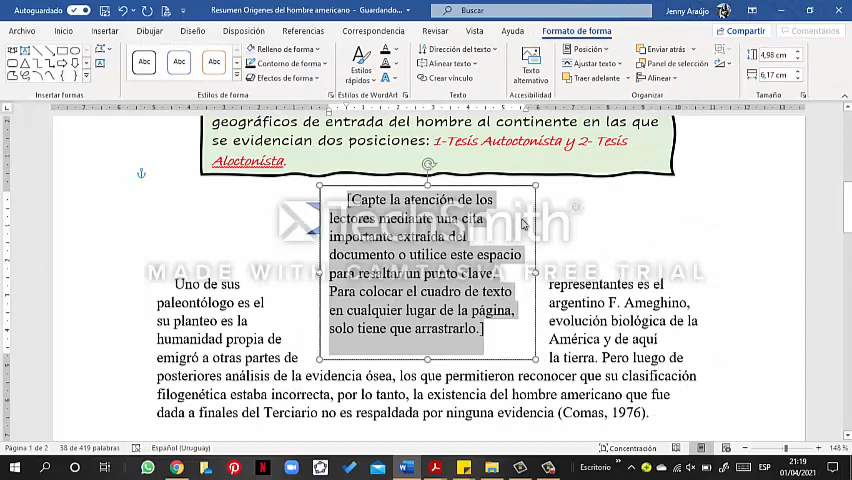 Autoguardado
Resumen Origenes del hombre americano - Guardando...
Buscar
Jenny Araújo
Archivo Inicio Insertar Dibujar Diseño Disposición Referencias Correspondencia Revisar Vista Ayuda Formato de forma Compartir Comentarios
Abc Abc Abc
Relleno de forma
Contorno de forma
Efectos de forma
Estilos rápidos
Dirección del texto
Alinear texto
Crear vínculo
Texto alternativo
Posición
Ajustar texto
Traer adelante
Enviar atrás
Panel de selección
Alinear
4,98 cm
6,17 cm
Insertar formas
Estilos de forma
Estilos de WordArt
Texto
Accesibilidad
Organizar
Tamaño
geográficos de entrada del hombre al continente en las que
se evidencian dos posiciones: 1-Tesis Autoctonista y 2- Tesis
Aloctonista.
[Capte la atención de los
lectores mediante una cita
importante extraída del
documento o utilice este espacio
para resaltar un punto clave.
Para colocar el cuadro de texto
en cualquier lugar de la página,
solo tiene que arrastrarlo.]
TechSmith®
MADE WITH CAMTASIA FREE TRIAL
Uno de sus representantes es el
paleontólogo es el argentino F. Ameghino,
su planteo es la evolución biológica de la
humanidad propia de América y de aquí
emigró a otras partes de la tierra. Pero luego de
posteriores análisis de la evidencia ósea, los que permitieron reconocer que su clasificación
filogenética estaba incorrecta, por lo tanto, la existencia del hombre americano que fue
dada a finales del Terciario no es respaldada por ninguna evidencia (Comas, 1976).
Página 1 de 2 38 de 419 palabras Español (Uruguay) Concentración 148 %
Escritorio ESP 21:19
01/04/2021